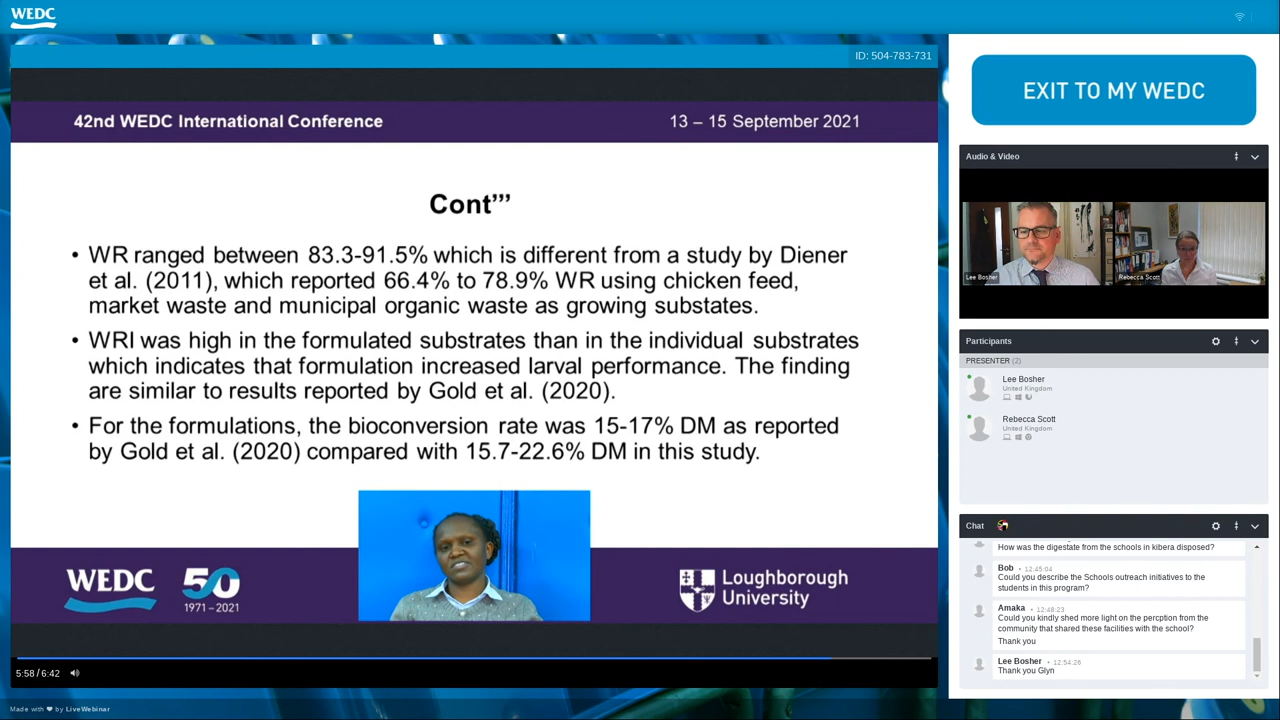 WEDC
ID: 504-783-731
EXIT TO MY WEDC
42nd WEDC International Conference
13 – 15 September 2021
Cont’’’
• WR ranged between 83.3-91.5% which is different from a study by Diener
et al. (2011), which reported 66.4% to 78.9% WR using chicken feed,
market waste and municipal organic waste as growing substates.
• WRI was high in the formulated substrates than in the individual substrates
which indicates that formulation increased larval performance. The finding
are similar to results reported by Gold et al. (2020).
• For the formulations, the bioconversion rate was 15-17% DM as reported
by Gold et al. (2020) compared with 15.7-22.6% DM in this study.
WEDC
50
1971 – 2021
Loughborough
University
5:58 / 6:42
Audio & Video
Lee Bosher
Rebecca Scott
Participants
PRESENTER (2)
Lee Bosher
United Kingdom
Rebecca Scott
United Kingdom
Chat
How was the digestate from the schools in kibera disposed?
Bob • 12:45:04
Could you describe the Schools outreach initiatives to the
students in this program?
Amaka • 12:48:23
Could you kindly shed more light on the percption from the
community that shared these facilities with the school?
Thank you
Lee Bosher • 12:54:26
Thank you Glyn
Made with ❤ by LiveWebinar